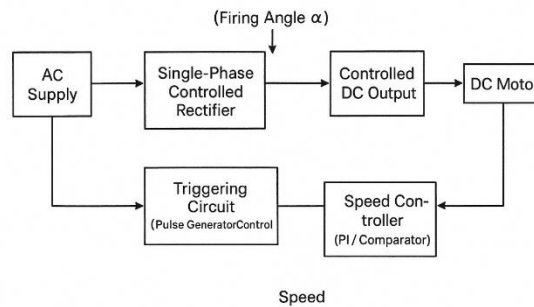 (Firing Angle α)
AC
Supply
Single-Phase
Controlled
Rectifier
Controlled
DC Output
DC Moto
Triggering
Circuit
(Pulse GeneratorControl
Speed Con-
troller
(PI / Comparator)
Speed